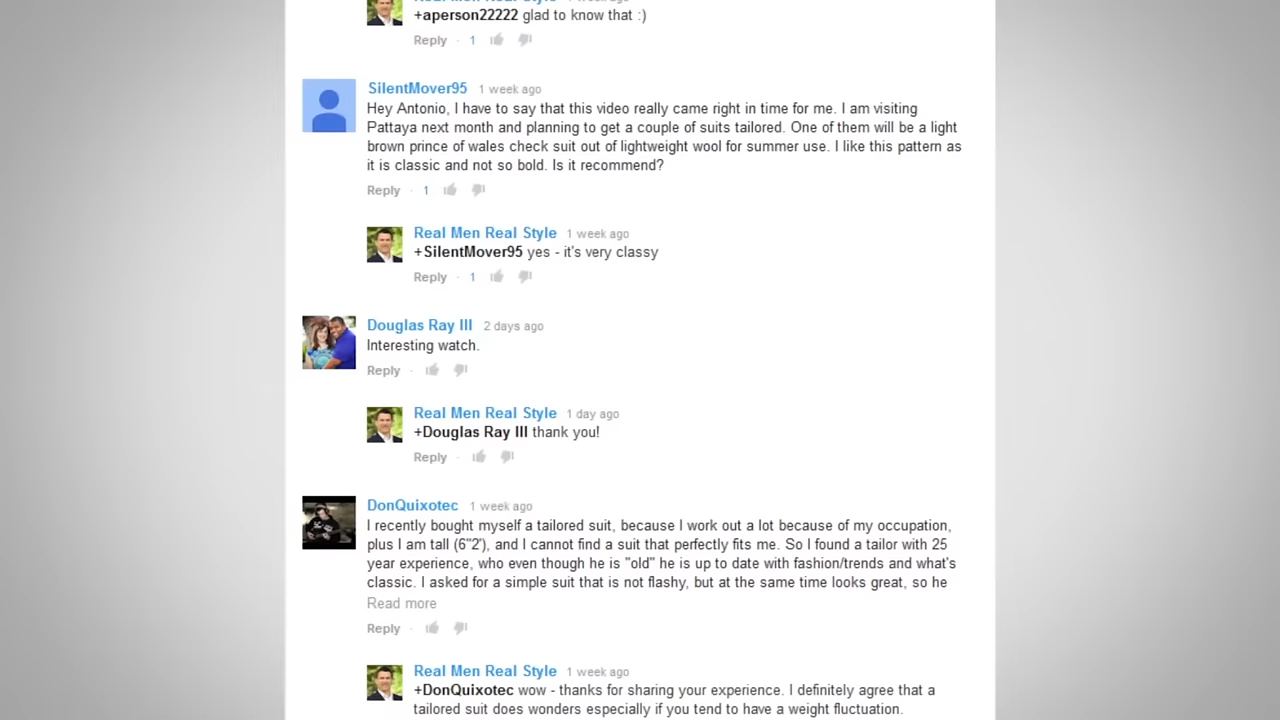 Real Men Real Style 1 week ago
+aperson22222 glad to know that :)
Reply · 1
SilentMover95 1 week ago
Hey Antonio, I have to say that this video really came right in time for me. I am visiting
Pattaya next month and planning to get a couple of suits tailored. One of them will be a light
brown prince of wales check suit out of lightweight wool for summer use. I like this pattern as
it is classic and not so bold. Is it recommend?
Reply · 1
Real Men Real Style 1 week ago
+SilentMover95 yes - it's very classy
Reply · 1
Douglas Ray III 2 days ago
Interesting watch.
Reply ·
Real Men Real Style 1 day ago
+Douglas Ray III thank you!
Reply ·
DonQuixotec 1 week ago
I recently bought myself a tailored suit, because I work out a lot because of my occupation,
plus I am tall (6"2'), and I cannot find a suit that perfectly fits me. So I found a tailor with 25
year experience, who even though he is "old" he is up to date with fashion/trends and what's
classic. I asked for a simple suit that is not flashy, but at the same time looks great, so he
Read more
Reply ·
Real Men Real Style 1 week ago
+DonQuixotec wow - thanks for sharing your experience. I definitely agree that a
tailored suit does wonders especially if you tend to have a weight fluctuation.